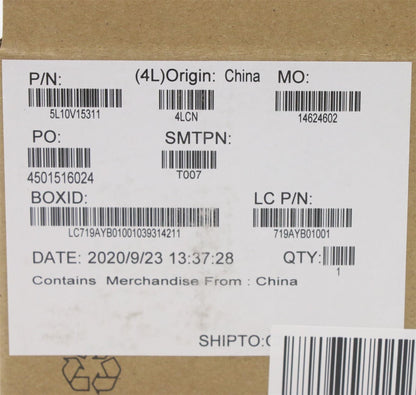 P/N: (4L)Origin: China MO:
5L10V15311 4LCN 14624602
PO: SMTPN:
4501516024 T007
BOXID: LC P/N:
LC719AYB01001039314211 719AYB01001
DATE: 2020/9/23 13:37:28 QTY:
1
Contains Merchandise From : China
SHIPTO: